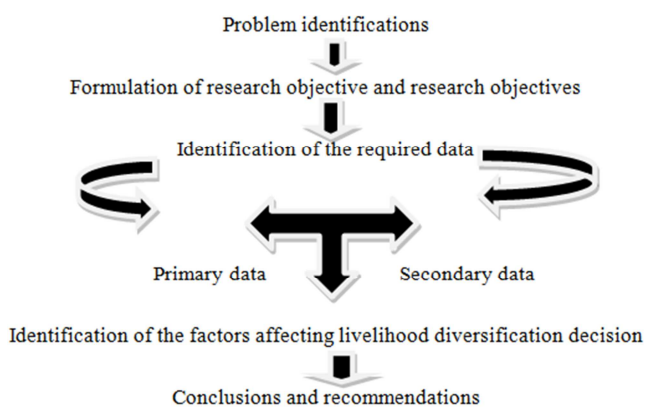 Problem identifications
Formulation of research objective and research objectives
Identification of the required data
Primary data
Secondary data
Identification of the factors affecting livelihood diversification decision
Conclusions and recommendations